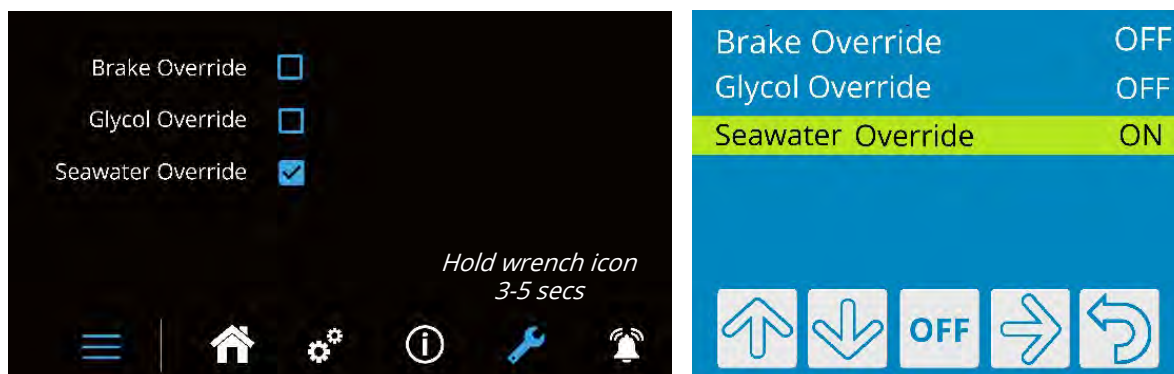 Brake Override
Glycol Override
Seawater Override
Hold wrench icon
3-5 secs
Brake Override OFF
Glycol Override OFF
Seawater Override ON
OFF